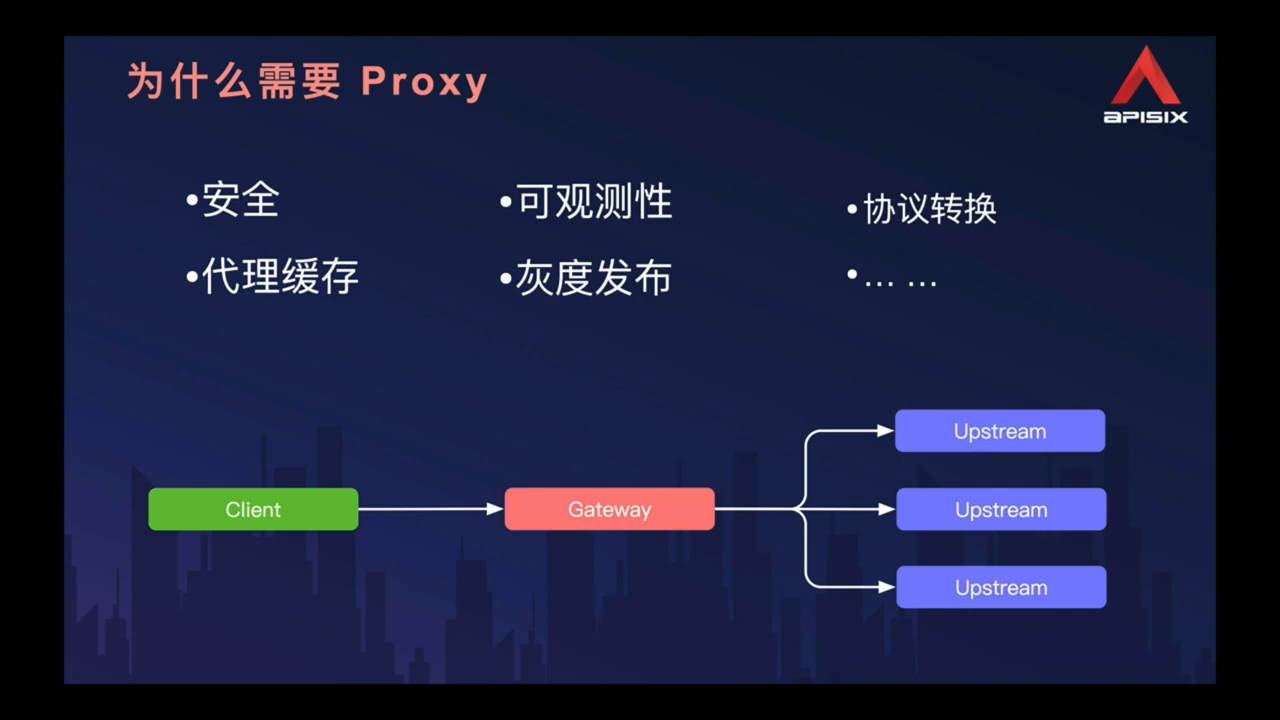 为什么需要 Proxy
APISIX
•安全
•可观测性
•协议转换
•代理缓存
•灰度发布
•... ...
Upstream
Client
Gateway
Upstream
Upstream